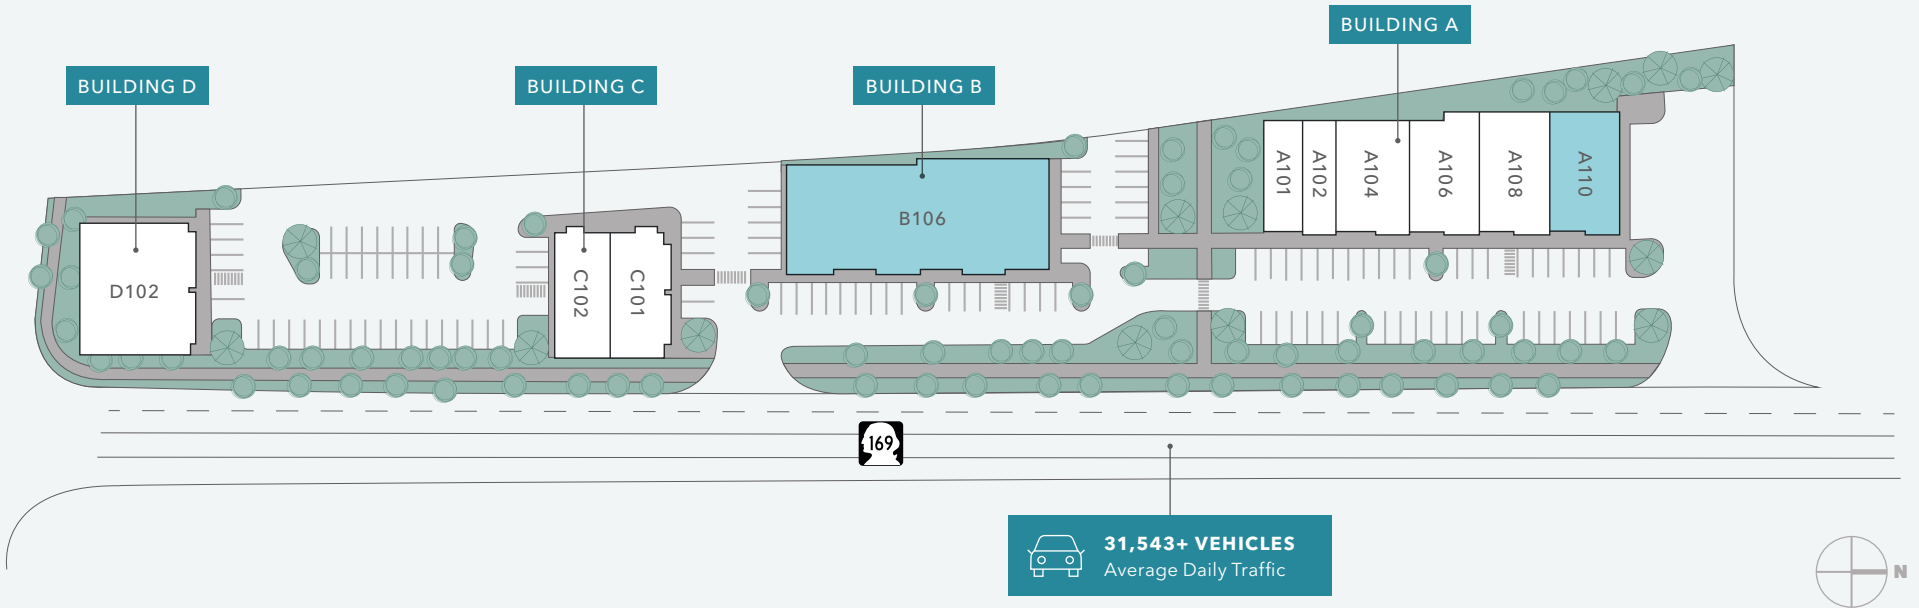 BUILDING A
BUILDING D
BUILDING C
BUILDING B
A101
A102
A104
A106
A108
A110
B106
D102
C102
C101
169
31,543+ VEHICLES
Average Daily Traffic
N